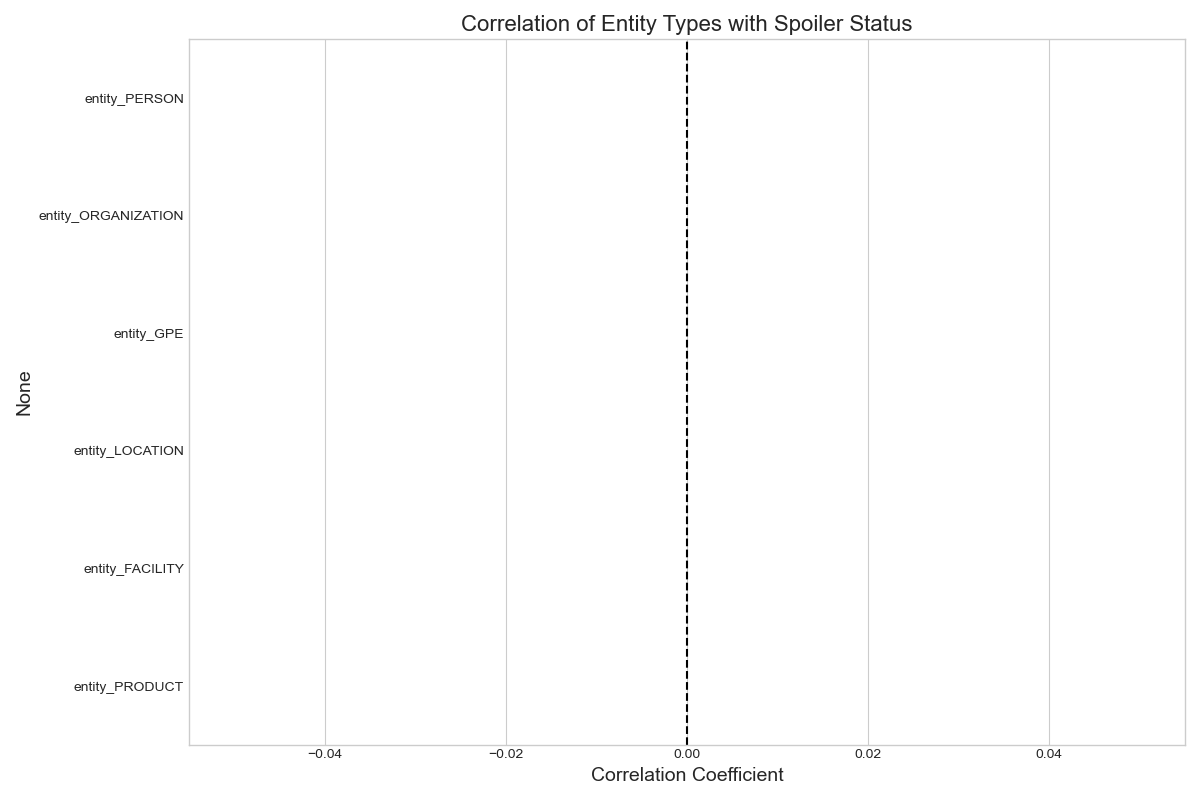 Correlation of Entity Types with Spoiler Status
entity_PERSON
entity_ORGANIZATION
entity_GPE
entity_LOCATION
entity_FACILITY
entity_PRODUCT
None
−0.04
−0.02
0.00
0.02
0.04
Correlation Coefficient